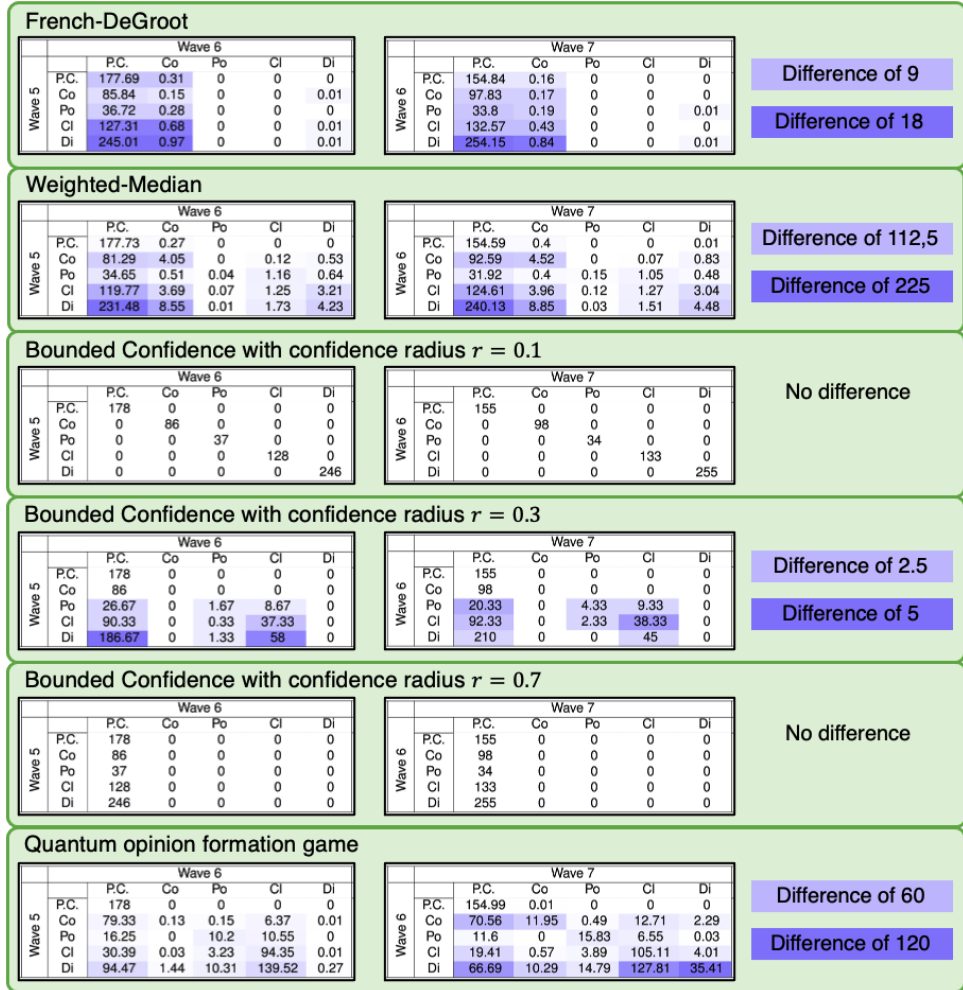 French-DeGroot
Wave 6
P.C. Co Po Cl Di
Wave 5
P.C. 177.69 0.31 0 0 0
Co 85.84 0.15 0 0 0.01
Po 36.72 0.28 0 0 0
Cl 127.31 0.68 0 0 0.01
Di 245.01 0.97 0 0 0.01
Wave 7
P.C. Co Po Cl Di
Wave 6
P.C. 154.84 0.16 0 0 0
Co 97.83 0.17 0 0 0
Po 33.8 0.19 0 0 0.01
Cl 132.57 0.43 0 0 0
Di 254.15 0.84 0 0 0.01
Difference of 9
Difference of 18
Weighted-Median
Wave 6
P.C. Co Po Cl Di
Wave 5
P.C. 177.73 0.27 0 0 0
Co 81.29 4.05 0 0.12 0.53
Po 34.65 0.51 0.04 1.16 0.64
Cl 119.77 3.69 0.07 1.25 3.21
Di 231.48 8.55 0.01 1.73 4.23
Wave 7
P.C. Co Po Cl Di
Wave 6
P.C. 154.59 0.4 0 0 0.01
Co 92.59 4.52 0 0.07 0.83
Po 31.92 0.4 0.15 1.05 0.48
Cl 124.61 3.96 0.12 1.27 3.04
Di 240.13 8.85 0.03 1.51 4.48
Difference of 112,5
Difference of 225
Bounded Confidence with confidence radius r = 0.1
Wave 6
P.C. Co Po Cl Di
Wave 5
P.C. 178 0 0 0 0
Co 0 86 0 0 0
Po 0 0 37 0 0
Cl 0 0 0 128 0
Di 0 0 0 0 246
Wave 7
P.C. Co Po Cl Di
Wave 6
P.C. 155 0 0 0 0
Co 0 98 0 0 0
Po 0 0 34 0 0
Cl 0 0 0 133 0
Di 0 0 0 0 255
No difference
Bounded Confidence with confidence radius r = 0.3
Wave 6
P.C. Co Po Cl Di
Wave 5
P.C. 178 0 0 0 0
Co 86 0 0 0 0
Po 26.67 0 1.67 8.67 0
Cl 90.33 0 0.33 37.33 0
Di 186.67 0 1.33 58 0
Wave 7
P.C. Co Po Cl Di
Wave 6
P.C. 155 0 0 0 0
Co 98 0 0 0 0
Po 20.33 0 4.33 9.33 0
Cl 92.33 0 2.33 38.33 0
Di 210 0 0 45 0
Difference of 2.5
Difference of 5
Bounded Confidence with confidence radius r = 0.7
Wave 6
P.C. Co Po Cl Di
Wave 5
P.C. 178 0 0 0 0
Co 86 0 0 0 0
Po 37 0 0 0 0
Cl 128 0 0 0 0
Di 246 0 0 0 0
Wave 7
P.C. Co Po Cl Di
Wave 6
P.C. 155 0 0 0 0
Co 98 0 0 0 0
Po 34 0 0 0 0
Cl 133 0 0 0 0
Di 255 0 0 0 0
No difference
Quantum opinion formation game
Wave 6
P.C. Co Po Cl Di
Wave 5
P.C. 178 0 0 0 0
Co 79.33 0.13 0.15 6.37 0.01
Po 16.25 0 10.2 10.55 0
Cl 30.39 0.03 3.23 94.35 0.01
Di 94.47 1.44 10.31 139.52 0.27
Wave 7
P.C. Co Po Cl Di
Wave 6
P.C. 154.99 0.01 0 0 0
Co 70.56 11.95 0.49 12.71 2.29
Po 11.6 0 15.83 6.55 0.03
Cl 19.41 0.57 3.89 105.11 4.01
Di 66.69 10.29 14.79 127.81 35.41
Difference of 60
Difference of 120